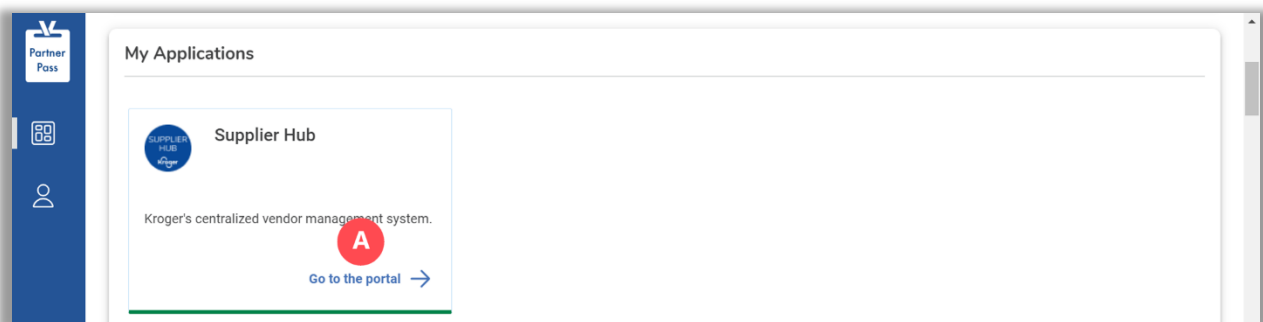 Partner
Pass
My Applications
SUPPLIER
HUB
Kroger
Supplier Hub
Kroger's centralized vendor management system.
A
Go to the portal